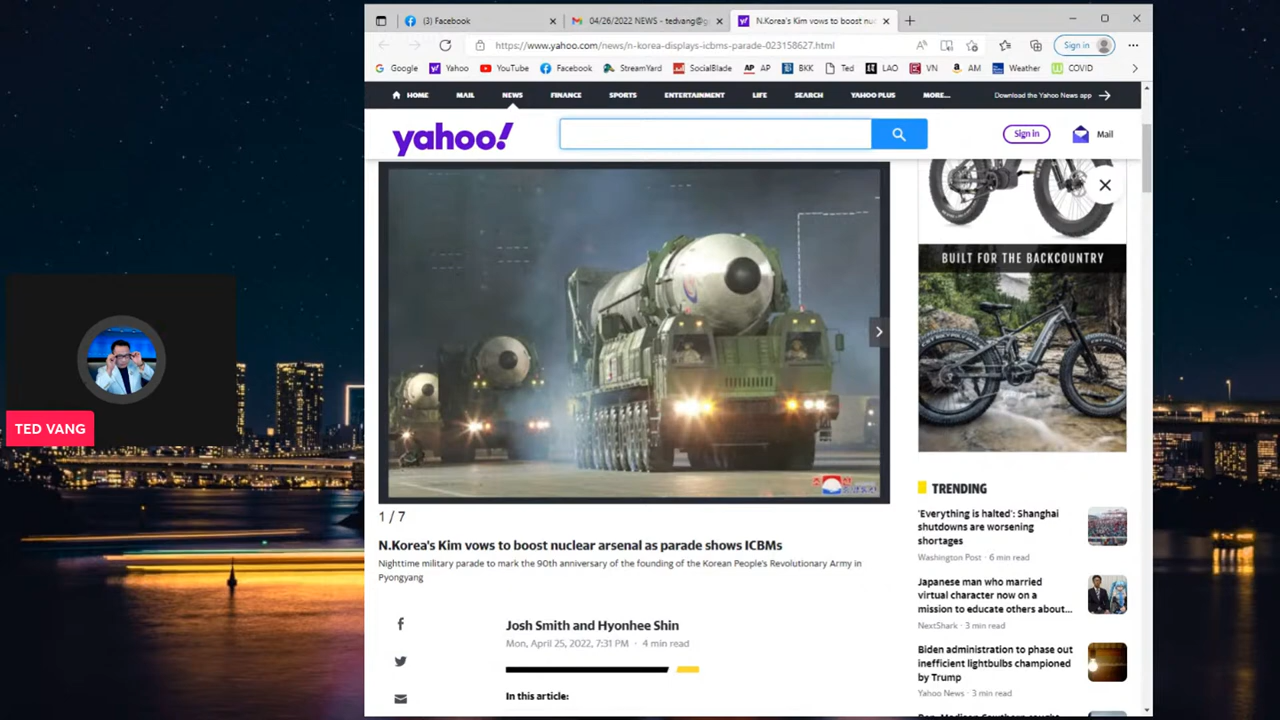 (3) Facebook
04/26/2022 NEWS - tedvang@g
N.Korea's Kim vows to boost nuc
https://www.yahoo.com/news/n-korea-displays-icbms-parade-023158627.html
Sign in
Google
Yahoo
YouTube
Facebook
StreamYard
SocialBlade
AP AP
BKK
Ted
LAO
VN
AM
Weather
COVID
HOME
MAIL
NEWS
FINANCE
SPORTS
ENTERTAINMENT
LIFE
SEARCH
YAHOO PLUS
MORE...
Download the Yahoo News app
yahoo!
Sign in
Mail
BUILT FOR THE BACKCOUNTRY
TED VANG
1 / 7
N.Korea's Kim vows to boost nuclear arsenal as parade shows ICBMs
Nighttime military parade to mark the 90th anniversary of the founding of the Korean People's Revolutionary Army in
Pyongyang
Josh Smith and Hyonhee Shin
Mon, April 25, 2022, 7:31 PM · 4 min read
In this article:
TRENDING
'Everything is halted': Shanghai
shutdowns are worsening
shortages
Washington Post · 6 min read
Japanese man who married
virtual character now on a
mission to educate others about...
NextShark · 3 min read
Biden administration to phase out
inefficient lightbulbs championed
by Trump
Yahoo News · 3 min read